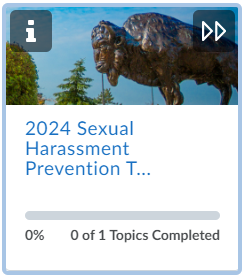 2024 Sexual
Harassment
Prevention T...
0% 0 of 1 Topics Completed